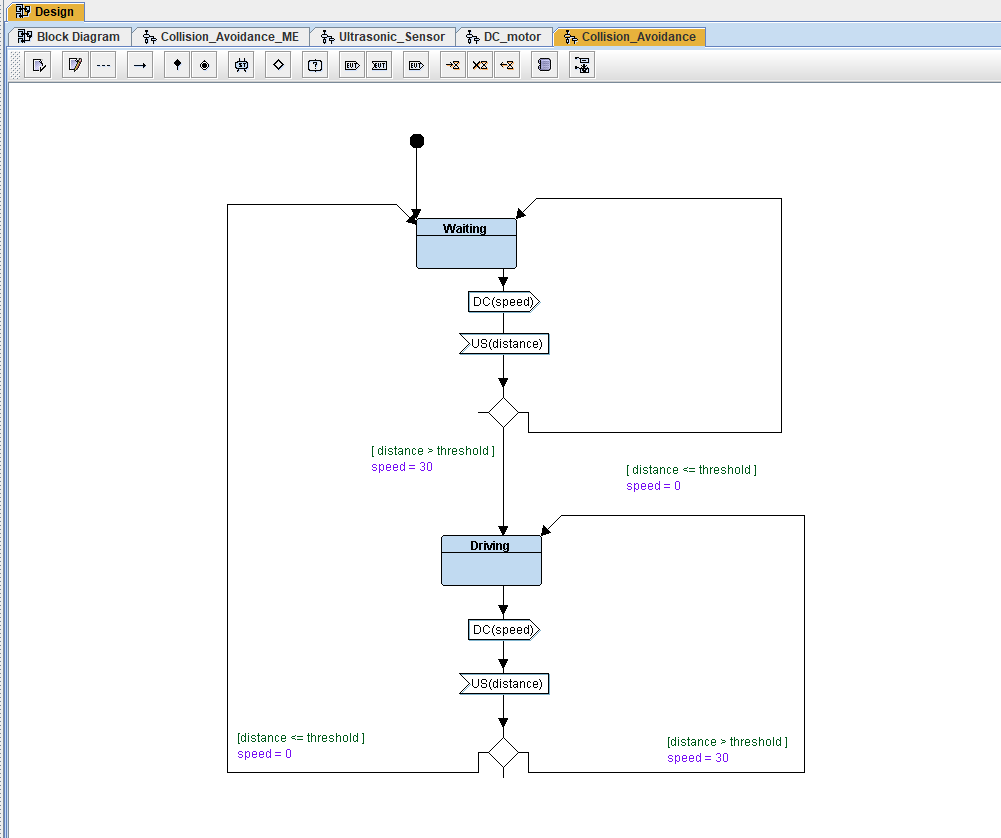 Design
Block Diagram
Collision_Avoidance_ME
Ultrasonic_Sensor
DC_motor
Collision_Avoidance
Waiting
DC(speed)
US(distance)
[ distance > threshold ]
speed = 30
[ distance <= threshold ]
speed = 0
Driving
DC(speed)
US(distance)
[distance <= threshold ]
speed = 0
[distance > threshold ]
speed = 30